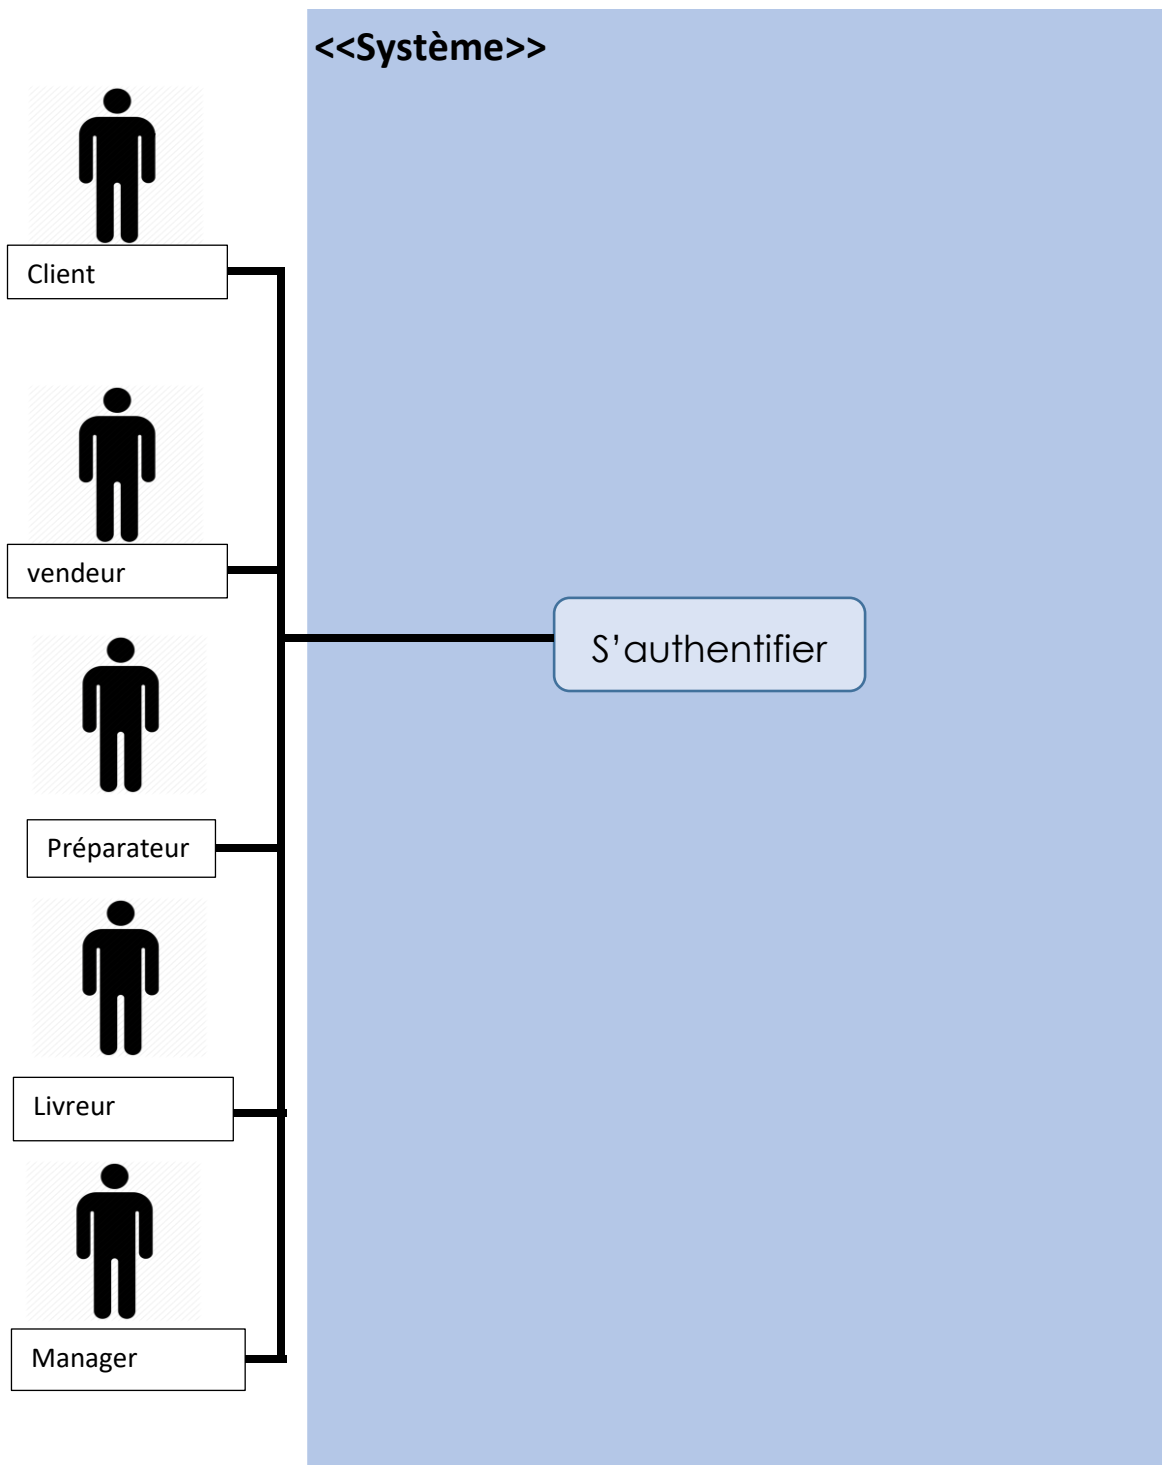 <<Système>>
Client
vendeur
S'authentifier
Préparateur
Livreur
Manager